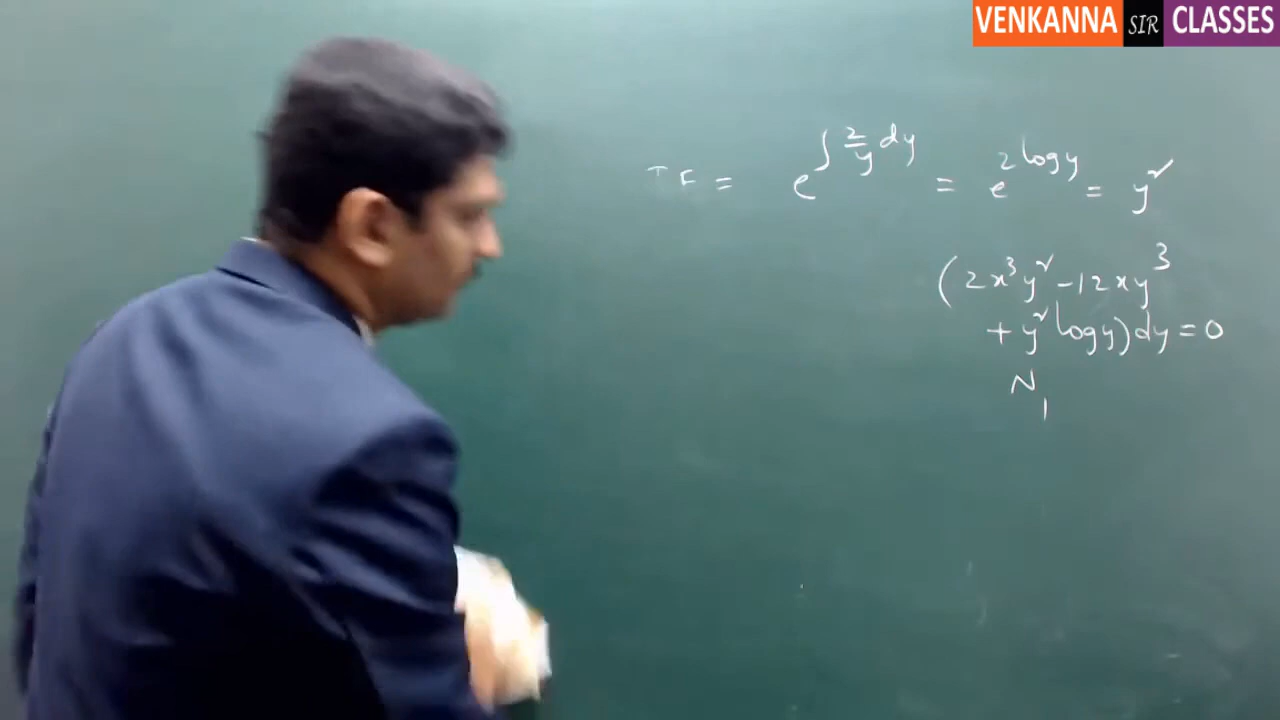 VENKANNA SIR CLASSES
IF = e^{∫ 2/y dy} = e^{2 log y} = y²
(2x³y² - 12xy³
+ y² log y) dy = 0
N₁